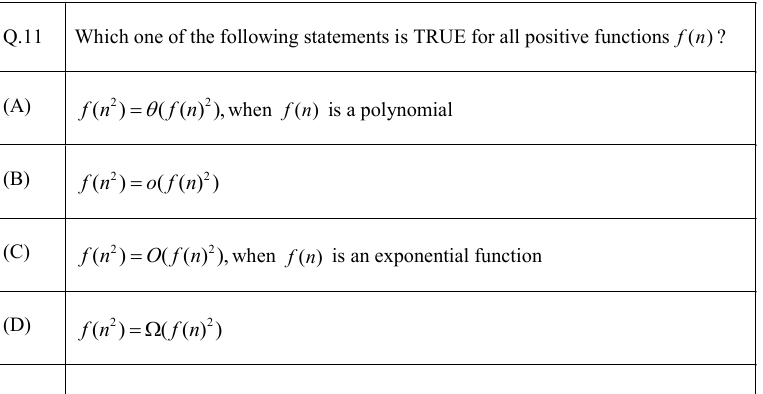 Q.11 Which one of the following statements is TRUE for all positive functions f(n)?
(A) f(n²) = θ(f(n)²), when f(n) is a polynomial
(B) f(n²) = o(f(n)²)
(C) f(n²) = O(f(n)²), when f(n) is an exponential function
(D) f(n²) = Ω(f(n)²)